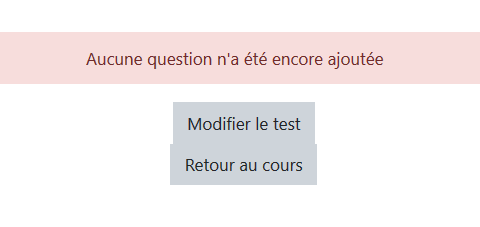 Aucune question n'a été encore ajoutée
Modifier le test
Retour au cours